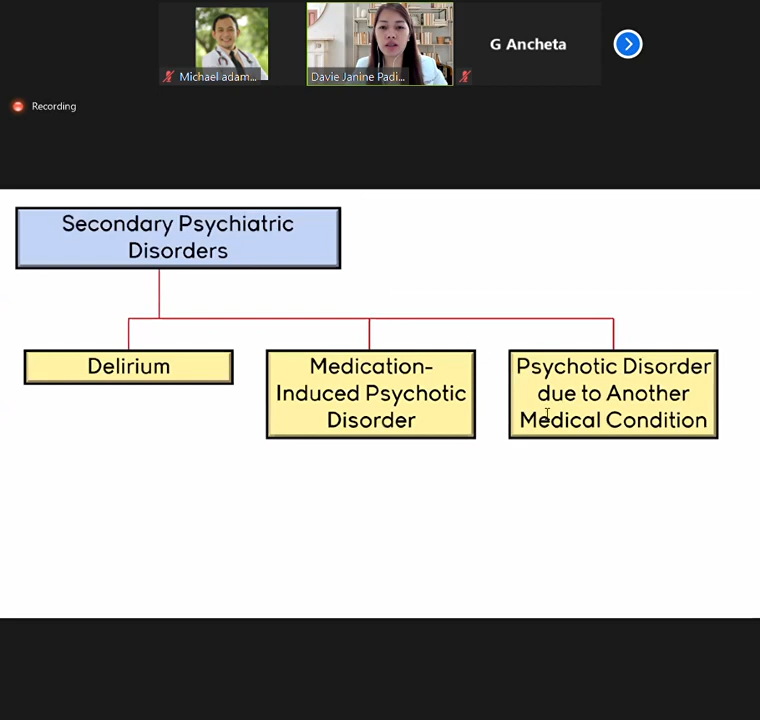 Michael adam...
Davie Janine Padi...
G Ancheta
Recording
Secondary Psychiatric
Disorders
Delirium
Medication-
Induced Psychotic
Disorder
Psychotic Disorder
due to Another
Medical Condition